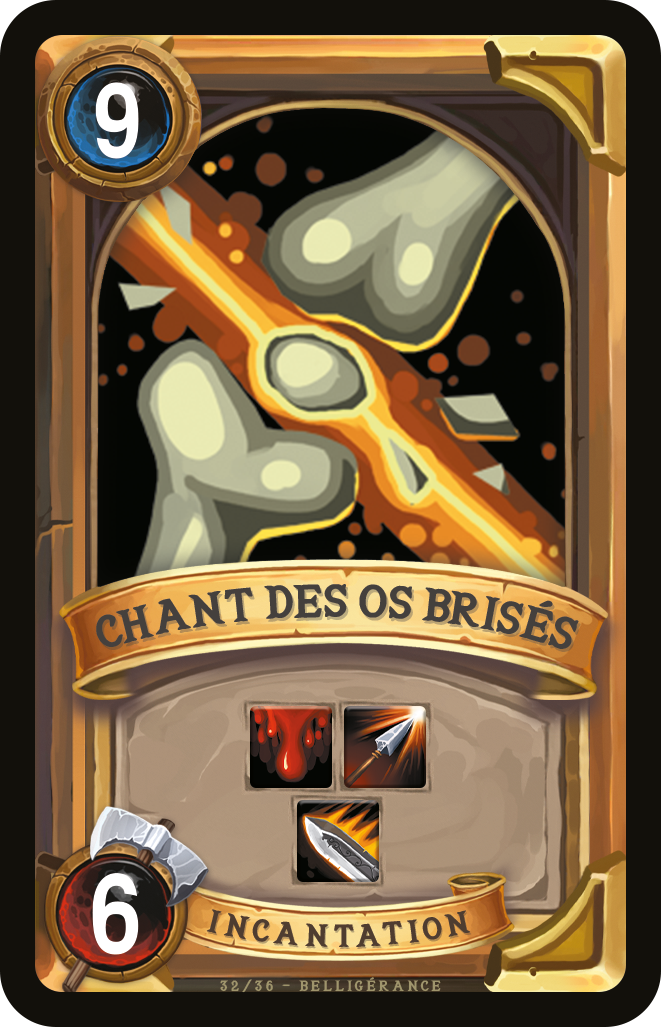 9
CHANT DES OS BRISÉS
6
INCANTATION
32/36 - BELLIGÉRANCE